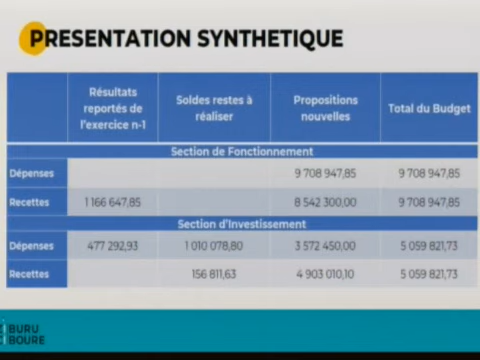 PRESENTATION SYNTHETIQUE
Résultats reportés de l'exercice n-1 Soldes restes à réaliser Propositions nouvelles Total du Budget
Section de Fonctionnement
Dépenses 9 708 947,85 9 708 947,85
Recettes 1 166 647,85 8 542 300,00 9 708 947,85
Section d'Investissement
Dépenses 477 292,93 1 010 078,80 3 572 450,00 5 059 821,73
Recettes 156 811,63 4 903 010,10 5 059 821,73
BURU
BOURE